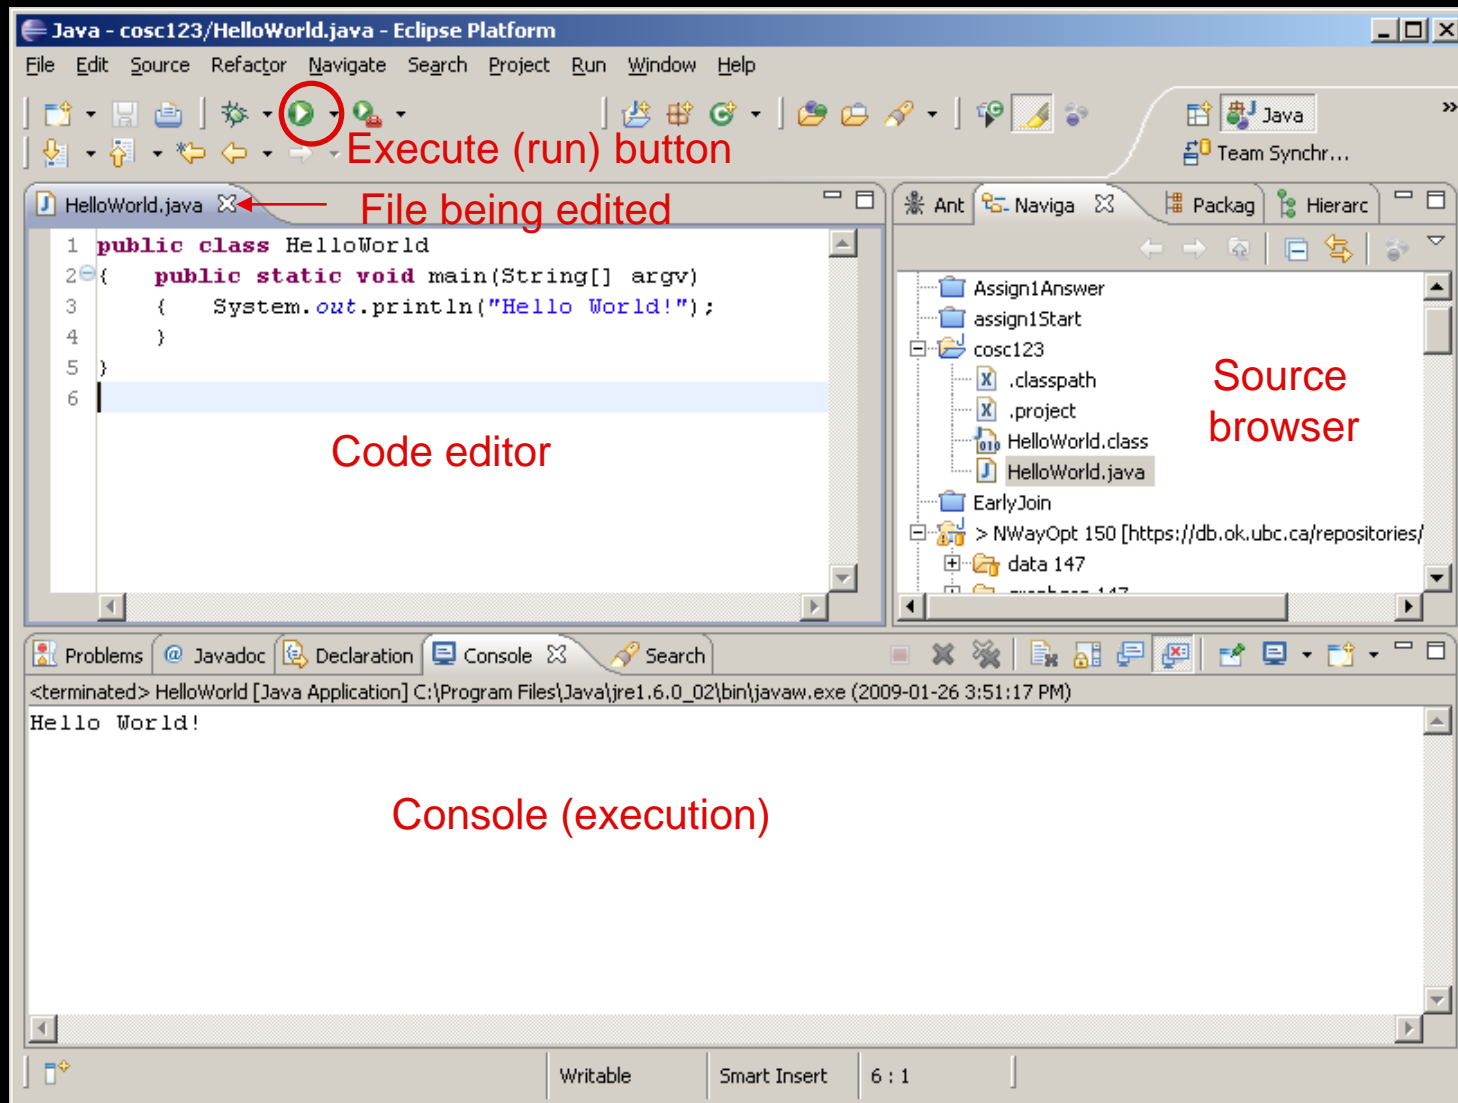 Java - cosc123/HelloWorld.java - Eclipse Platform
File Edit Source Refactor Navigate Search Project Run Window Help
Java
»
Execute (run) button
Team Synchr...
HelloWorld.java
File being edited
Ant Naviga Packag Hierarc
1 public class HelloWorld
2 { public static void main(String[] argv)
3 { System.out.println("Hello World!");
4 }
5 }
6
Code editor
Assign1Answer
assign1Start
cosc123
.classpath
.project
HelloWorld.class
HelloWorld.java
EarlyJoin
> NWayOpt 150 [https://db.ok.ubc.ca/repositories/
data 147
Source
browser
Problems @ Javadoc Declaration Console Search
<terminated> HelloWorld [Java Application] C:\Program Files\Java\jre1.6.0_02\bin\javaw.exe (2009-01-26 3:51:17 PM)
Hello World!
Console (execution)
Writable Smart Insert 6 : 1